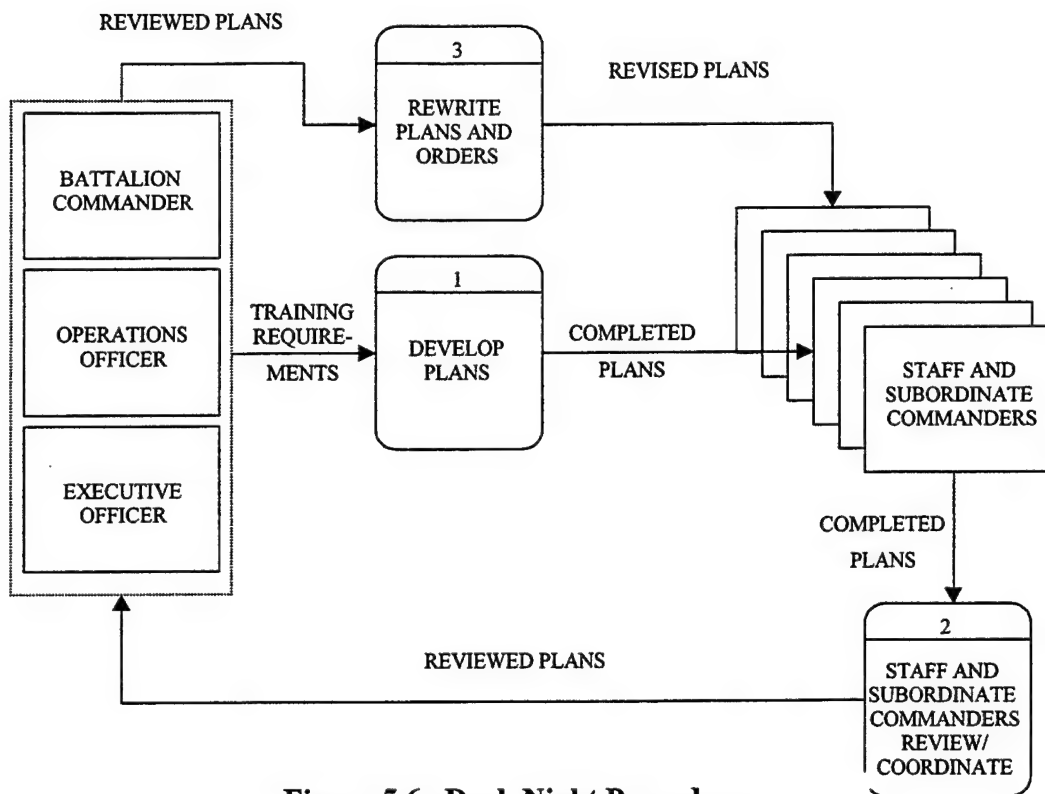 REVIEWED PLANS
3
REWRITE
PLANS AND
ORDERS
REVISED PLANS
BATTALION
COMMANDER
OPERATIONS
OFFICER
EXECUTIVE
OFFICER
TRAINING
REQUIRE-
MENTS
1
DEVELOP
PLANS
COMPLETED
PLANS
STAFF AND
SUBORDINATE
COMMANDERS
COMPLETED
PLANS
2
STAFF AND
SUBORDINATE
COMMANDERS
REVIEW/
COORDINATE
REVIEWED PLANS